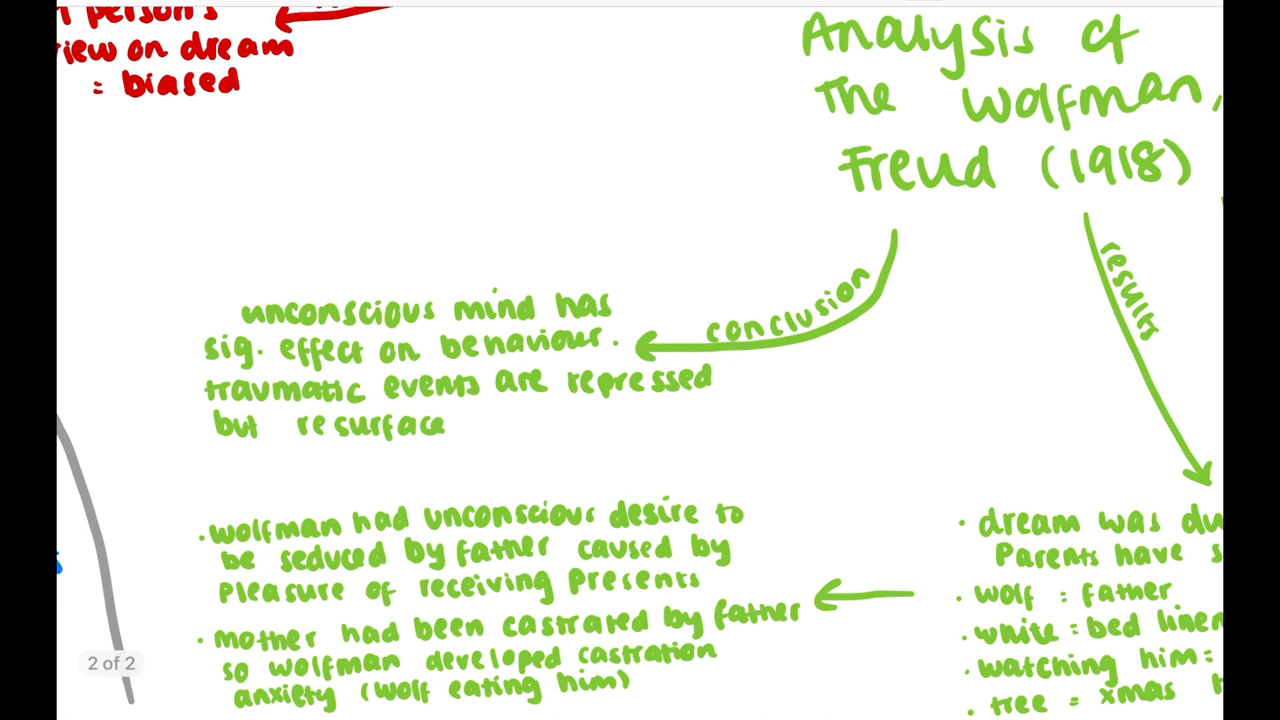 person's
view on dream
= biased
Analysis of
the wolfman,
Freud (1918)
conclusion
results
unconscious mind has
sig. effect on behaviour.
traumatic events are repressed
but resurface
• wolfman had unconscious desire to
be seduced by father caused by
pleasure of receiving presents
• mother had been castrated by father
so wolfman developed castration
anxiety (wolf eating him)
• dream was du
Parents have s
• wolf = father
• white = bed linen
• watching him =
• tree = xmas
2 of 2